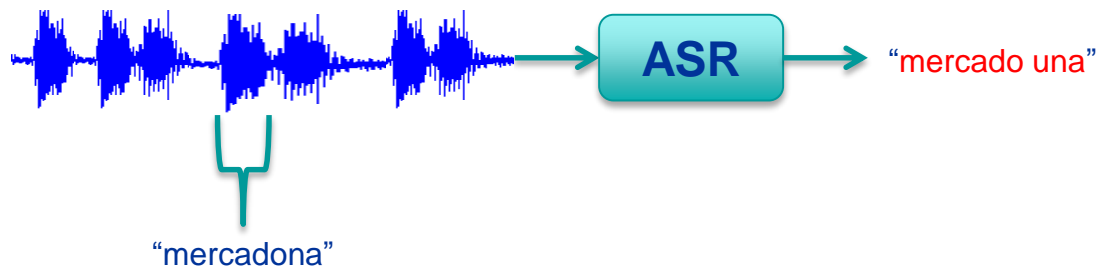 ASR
“mercado una”
“mercadona”